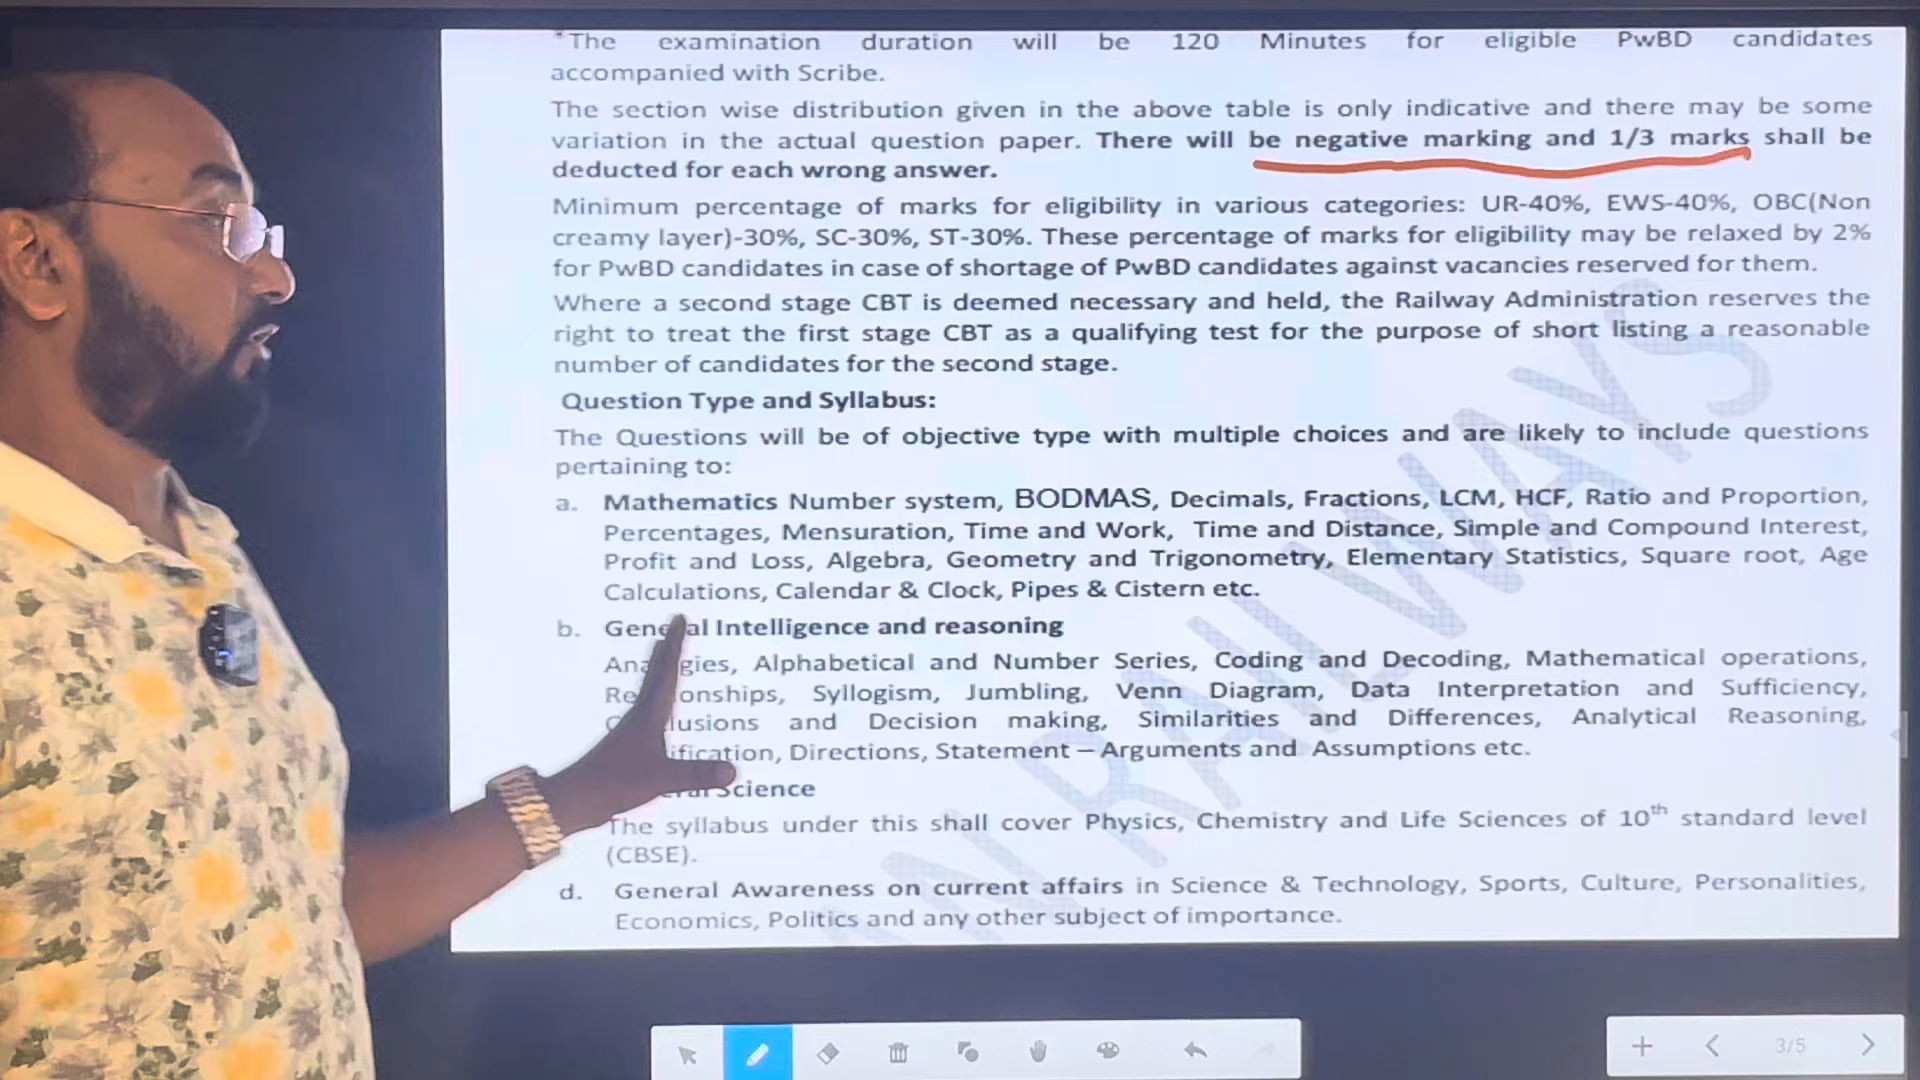 *The examination duration will be 120 Minutes for eligible PwBD candidates
accompanied with Scribe.
The section wise distribution given in the above table is only indicative and there may be some
variation in the actual question paper. There will be negative marking and 1/3 marks shall be
deducted for each wrong answer.
Minimum percentage of marks for eligibility in various categories: UR-40%, EWS-40%, OBC(Non
creamy layer)-30%, SC-30%, ST-30%. These percentage of marks for eligibility may be relaxed by 2%
for PwBD candidates in case of shortage of PwBD candidates against vacancies reserved for them.
Where a second stage CBT is deemed necessary and held, the Railway Administration reserves the
right to treat the first stage CBT as a qualifying test for the purpose of short listing a reasonable
number of candidates for the second stage.
Question Type and Syllabus:
The Questions will be of objective type with multiple choices and are likely to include questions
pertaining to:
a. Mathematics Number system, BODMAS, Decimals, Fractions, LCM, HCF, Ratio and Proportion,
Percentages, Mensuration, Time and Work, Time and Distance, Simple and Compound Interest,
Profit and Loss, Algebra, Geometry and Trigonometry, Elementary Statistics, Square root, Age
Calculations, Calendar & Clock, Pipes & Cistern etc.
b. General Intelligence and reasoning
Alphabetical and Number Series, Coding and Decoding, Mathematical operations,
Syllogism, Jumbling, Venn Diagram, Data Interpretation and Sufficiency,
and Decision making, Similarities and Differences, Analytical Reasoning,
Directions, Statement – Arguments and Assumptions etc.
Science
The syllabus under this shall cover Physics, Chemistry and Life Sciences of 10th standard level
(CBSE).
d. General Awareness on current affairs in Science & Technology, Sports, Culture, Personalities,
Economics, Politics and any other subject of importance.
RAILWAYS
3/5